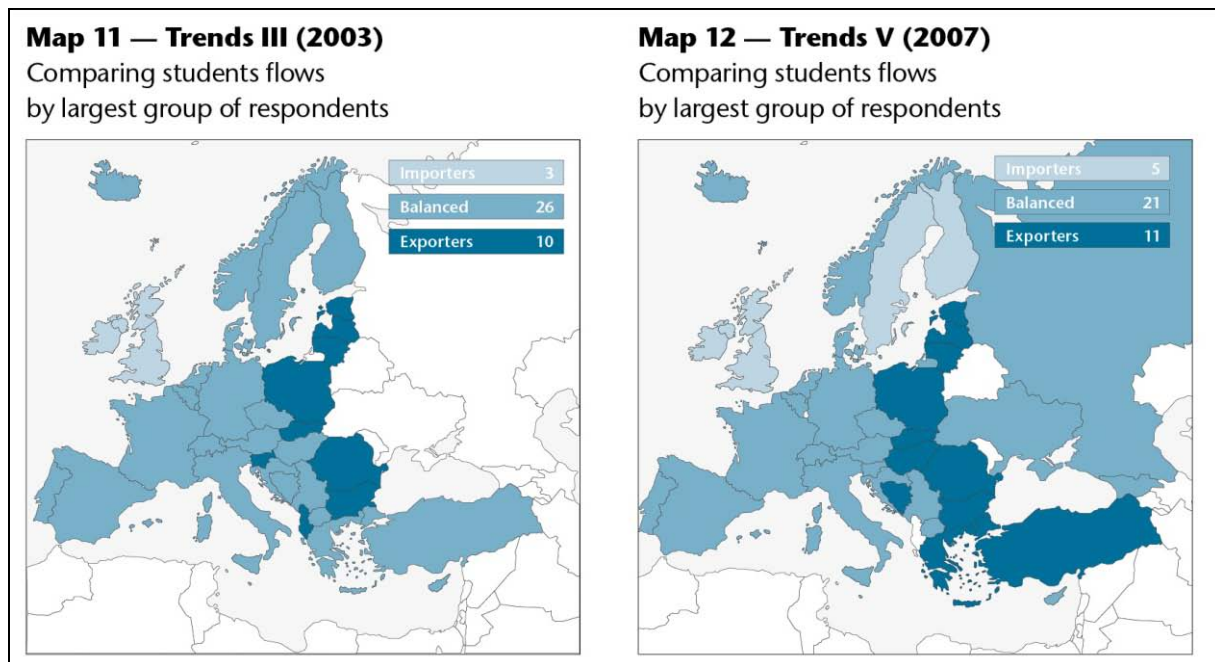 Map 11 — Trends III (2003)
Comparing students flows
by largest group of respondents
Importers 3
Balanced 26
Exporters 10
Map 12 — Trends V (2007)
Comparing students flows
by largest group of respondents
Importers 5
Balanced 21
Exporters 11